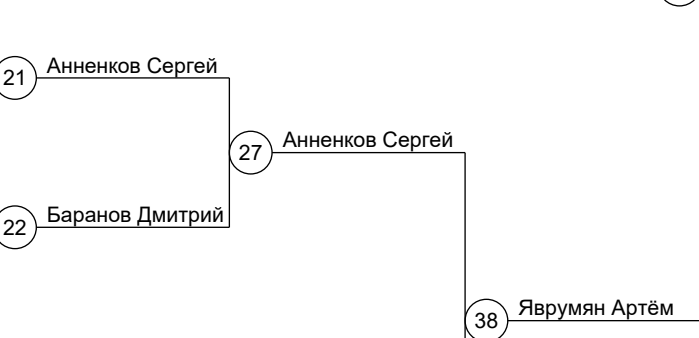 21 Анненков Сергей
27 Анненков Сергей
22 Баранов Дмитрий
38 Яврумян Артём